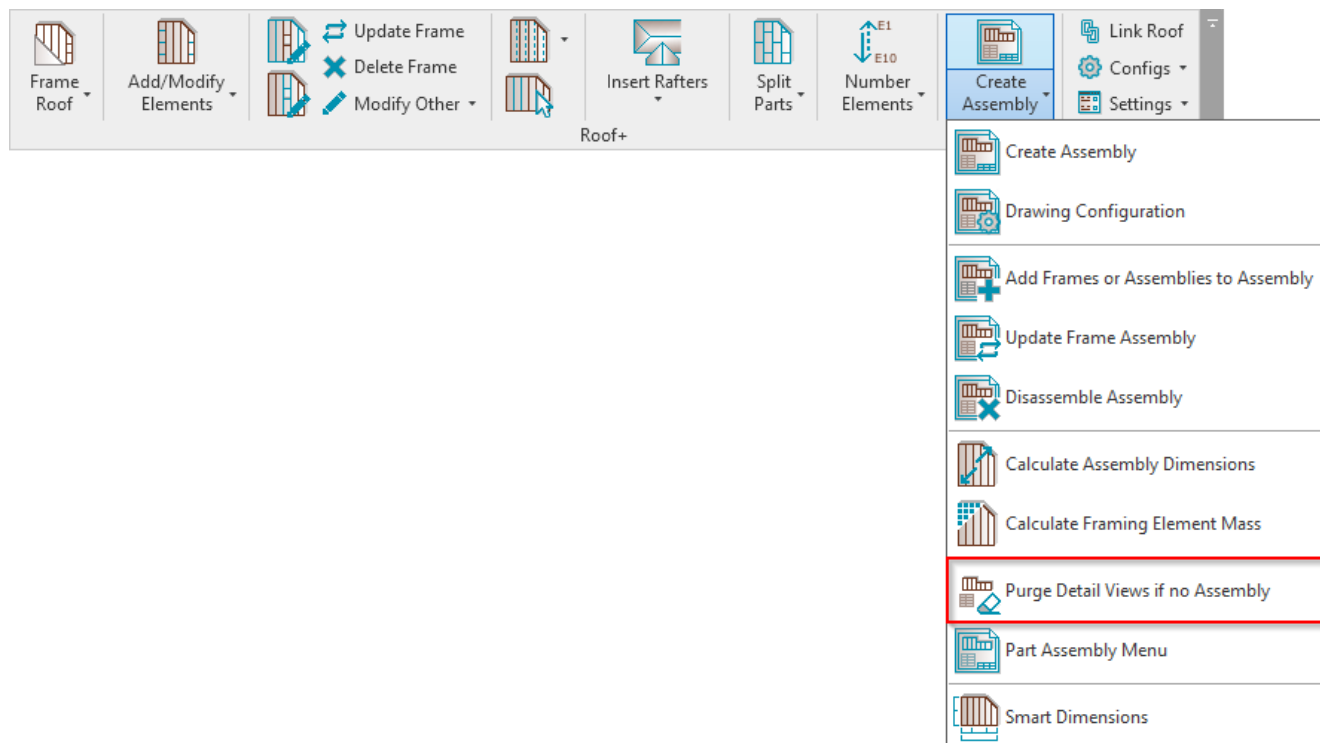 Frame
Roof
Add/Modify
Elements
Update Frame
Delete Frame
Modify Other
Insert Rafters
Split
Parts
E1
E10
Number
Elements
Create
Assembly
Link Roof
Configs
Settings
Roof+
Create Assembly
Drawing Configuration
Add Frames or Assemblies to Assembly
Update Frame Assembly
Disassemble Assembly
Calculate Assembly Dimensions
Calculate Framing Element Mass
Purge Detail Views if no Assembly
Part Assembly Menu
Smart Dimensions